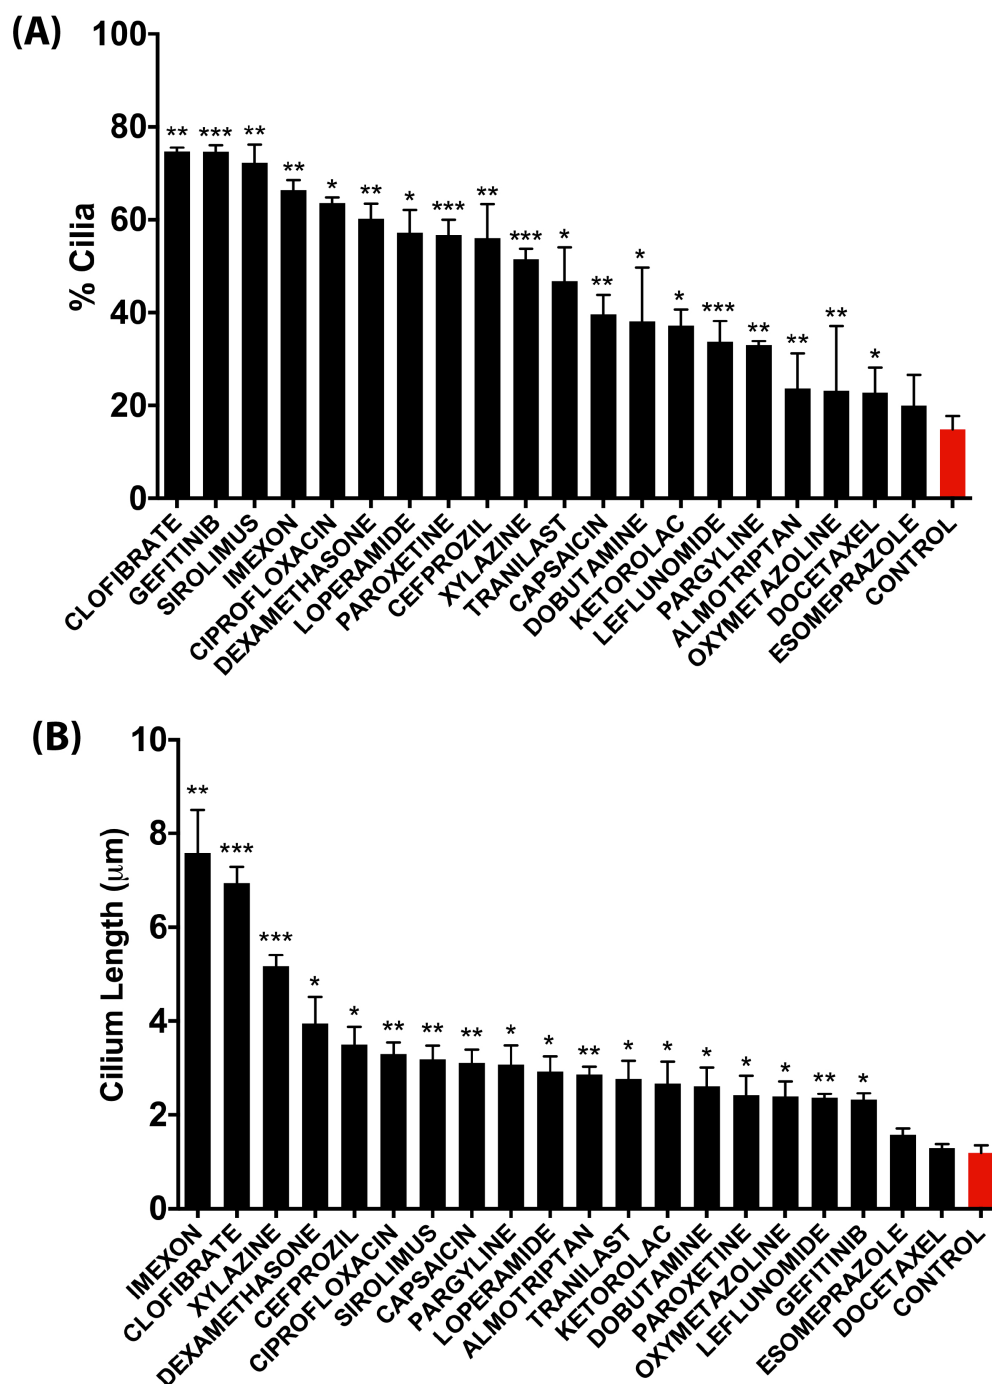 (A)
100
80
60
40
20
0
% Cilia
** *** ** ** * ** * *** ** *** * ** * * *** ** ** ** *
CLOFIBRATE
GEFITINIB
SIROLIMUS
IMEXON
CIPROFLOXACIN
DEXAMETHASONE
LOPERAMIDE
PAROXETINE
CEFPROZIL
XYLAZINE
TRANILAST
CAPSAICIN
DOBUTAMINE
KETOROLAC
LEFLUNOMIDE
PARGYLINE
ALMOTRIPTAN
OXYMETAZOLINE
DOCETAXEL
ESOMEPRAZOLE
CONTROL
(B)
10
8
6
4
2
0
Cilium Length (μm)
** *** *** * * ** ** ** * * ** * * * * * ** *
IMEXON
CLOFIBRATE
XYLAZINE
DEXAMETHASONE
CEFPROZIL
CIPROFLOXACIN
SIROLIMUS
CAPSAICIN
PARGYLINE
LOPERAMIDE
ALMOTRIPTAN
TRANILAST
KETOROLAC
DOBUTAMINE
PAROXETINE
OXYMETAZOLINE
LEFLUNOMIDE
GEFITINIB
ESOMEPRAZOLE
DOCETAXEL
CONTROL